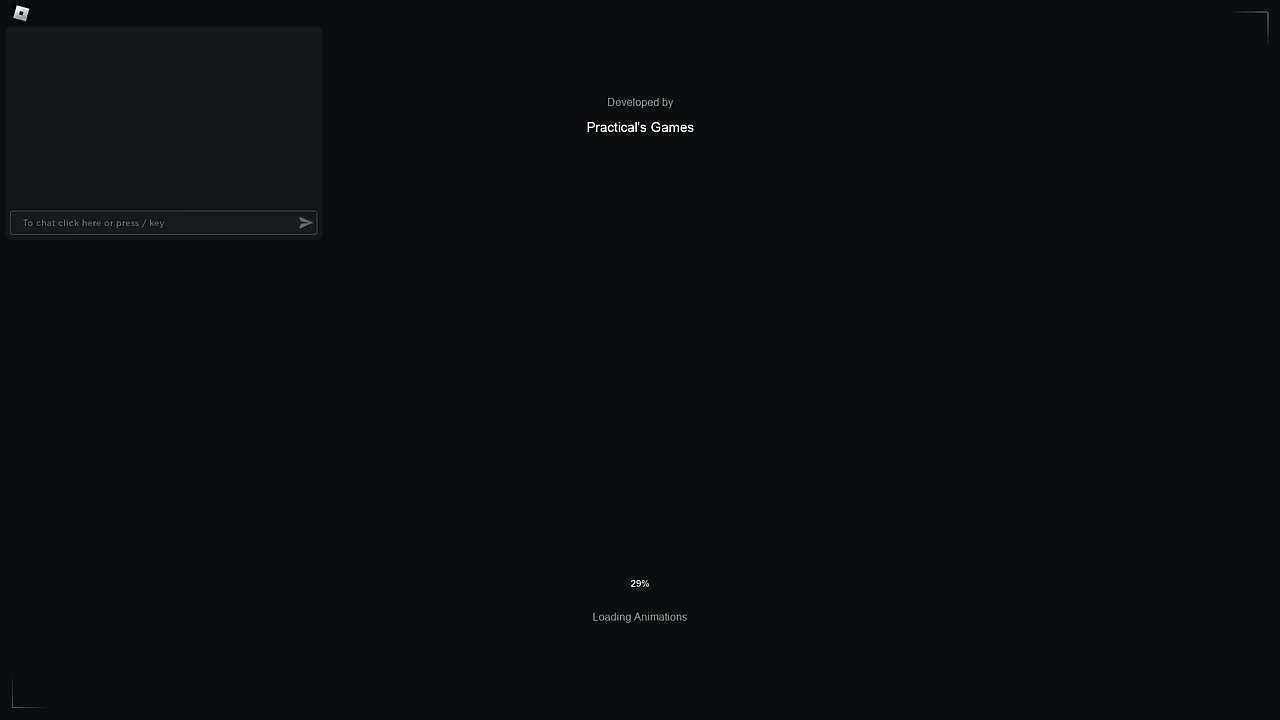 To chat click here or press / key
Developed by
Practical's Games
29%
Loading Animations